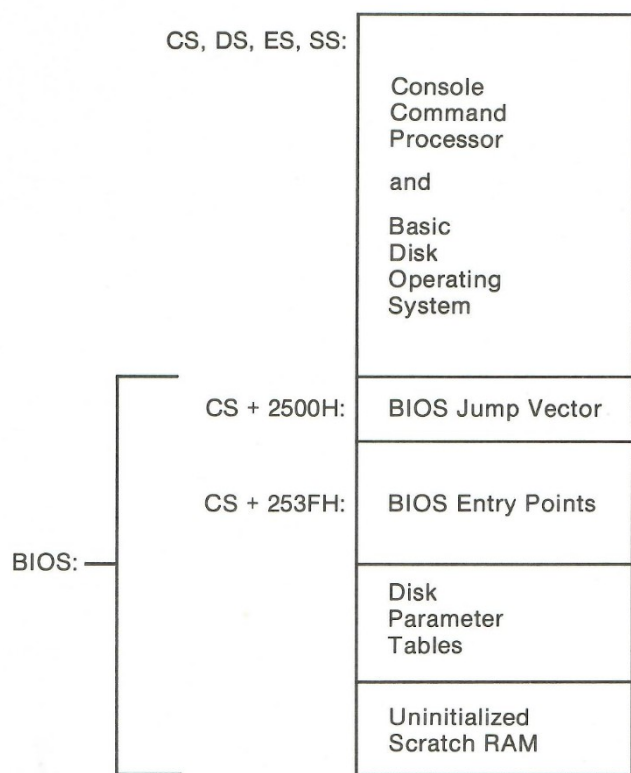 CS, DS, ES, SS:
Console
Command
Processor
and
Basic
Disk
Operating
System
CS + 2500H:
BIOS Jump Vector
CS + 253FH:
BIOS Entry Points
BIOS:
Disk
Parameter
Tables
Uninitialized
Scratch RAM